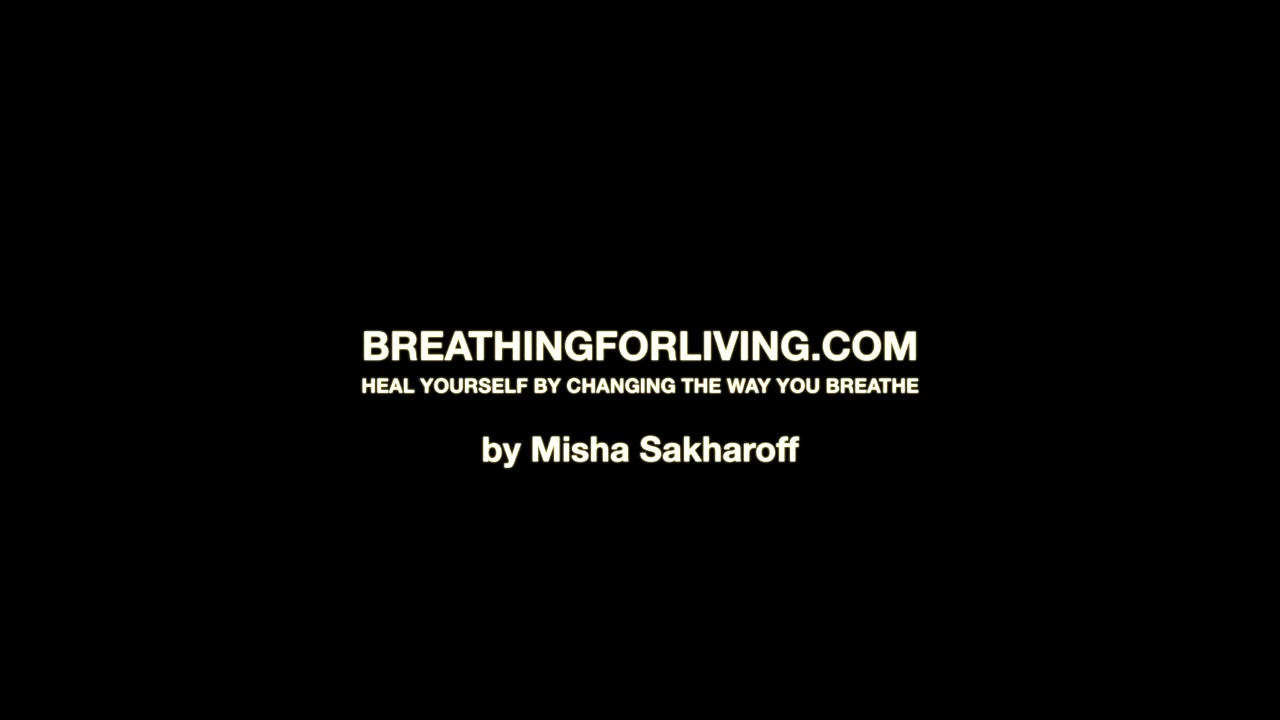 BREATHINGFORLIVING.COM
HEAL YOURSELF BY CHANGING THE WAY YOU BREATHE
by Misha Sakharoff